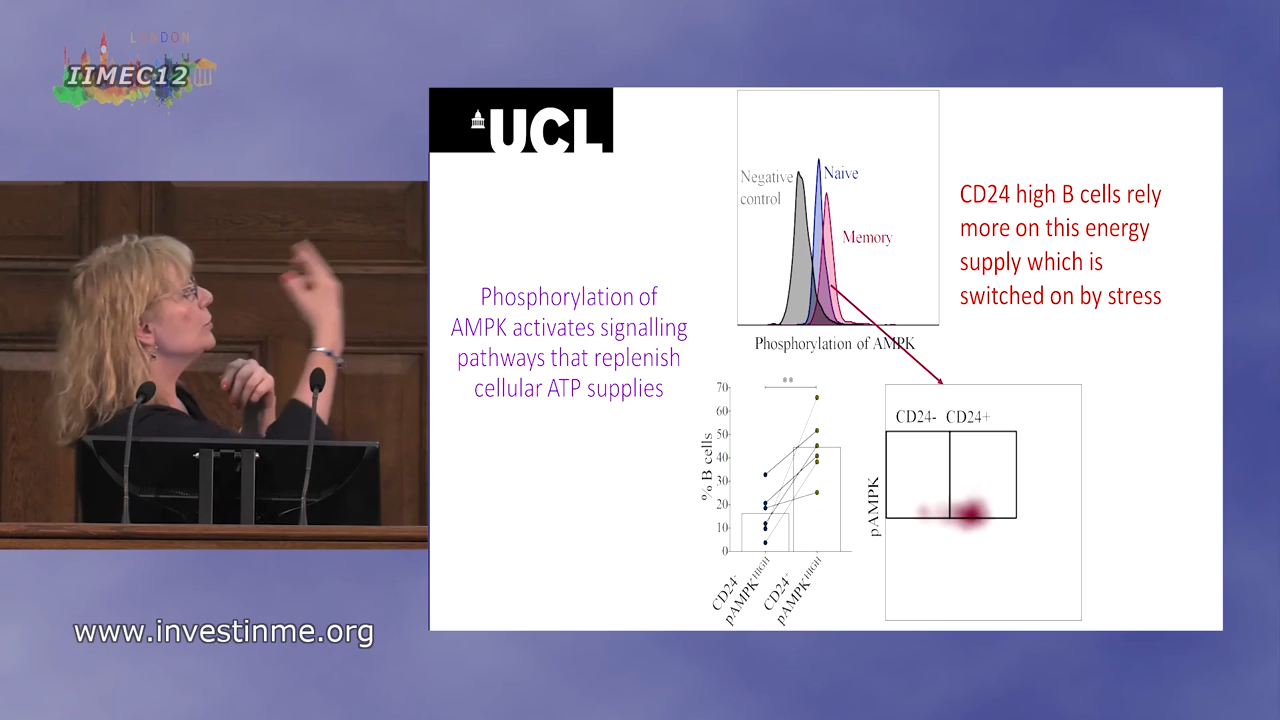 LONDON
IIMEC12
UCL
Negative
control
Naive
Memory
Phosphorylation of AMPK
CD24 high B cells rely
more on this energy
supply which is
switched on by stress
Phosphorylation of
AMPK activates signalling
pathways that replenish
cellular ATP supplies
**
70
60
50
40
30
20
10
0
% B cells
CD24-
pAMPKHIGH
CD24+
pAMPKHIGH
CD24- CD24+
pAMPK
www.investinme.org